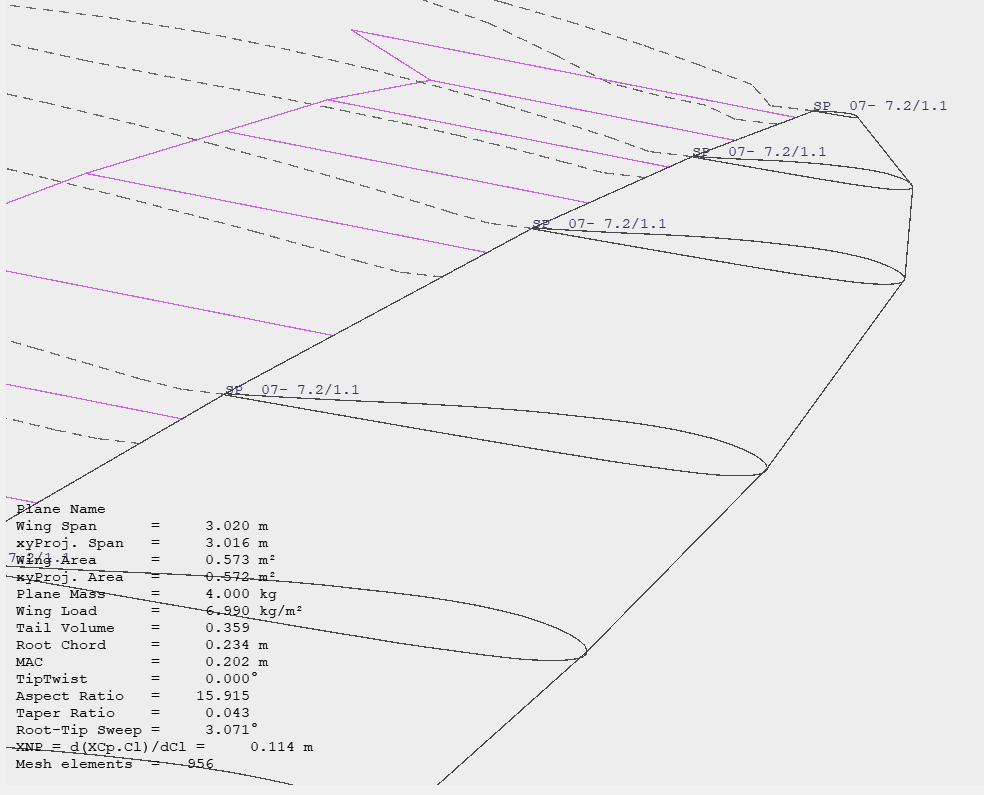 SP  07- 7.2/1.1
SP  07- 7.2/1.1
SP  07- 7.2/1.1
SP  07- 7.2/1.1
Plane Name
Wing Span = 3.020 m
xyProj. Span = 3.016 m
7.2/1.1
Wing Area = 0.573 m²
xyProj. Area = 0.572 m²
Plane Mass = 4.000 kg
Wing Load = 6.990 kg/m²
Tail Volume = 0.359
Root Chord = 0.234 m
MAC = 0.202 m
TipTwist = 0.000°
Aspect Ratio = 15.915
Taper Ratio = 0.043
Root-Tip Sweep = 3.071°
XNP = d(XCp.Cl)/dCl = 0.114 m
Mesh elements = 956